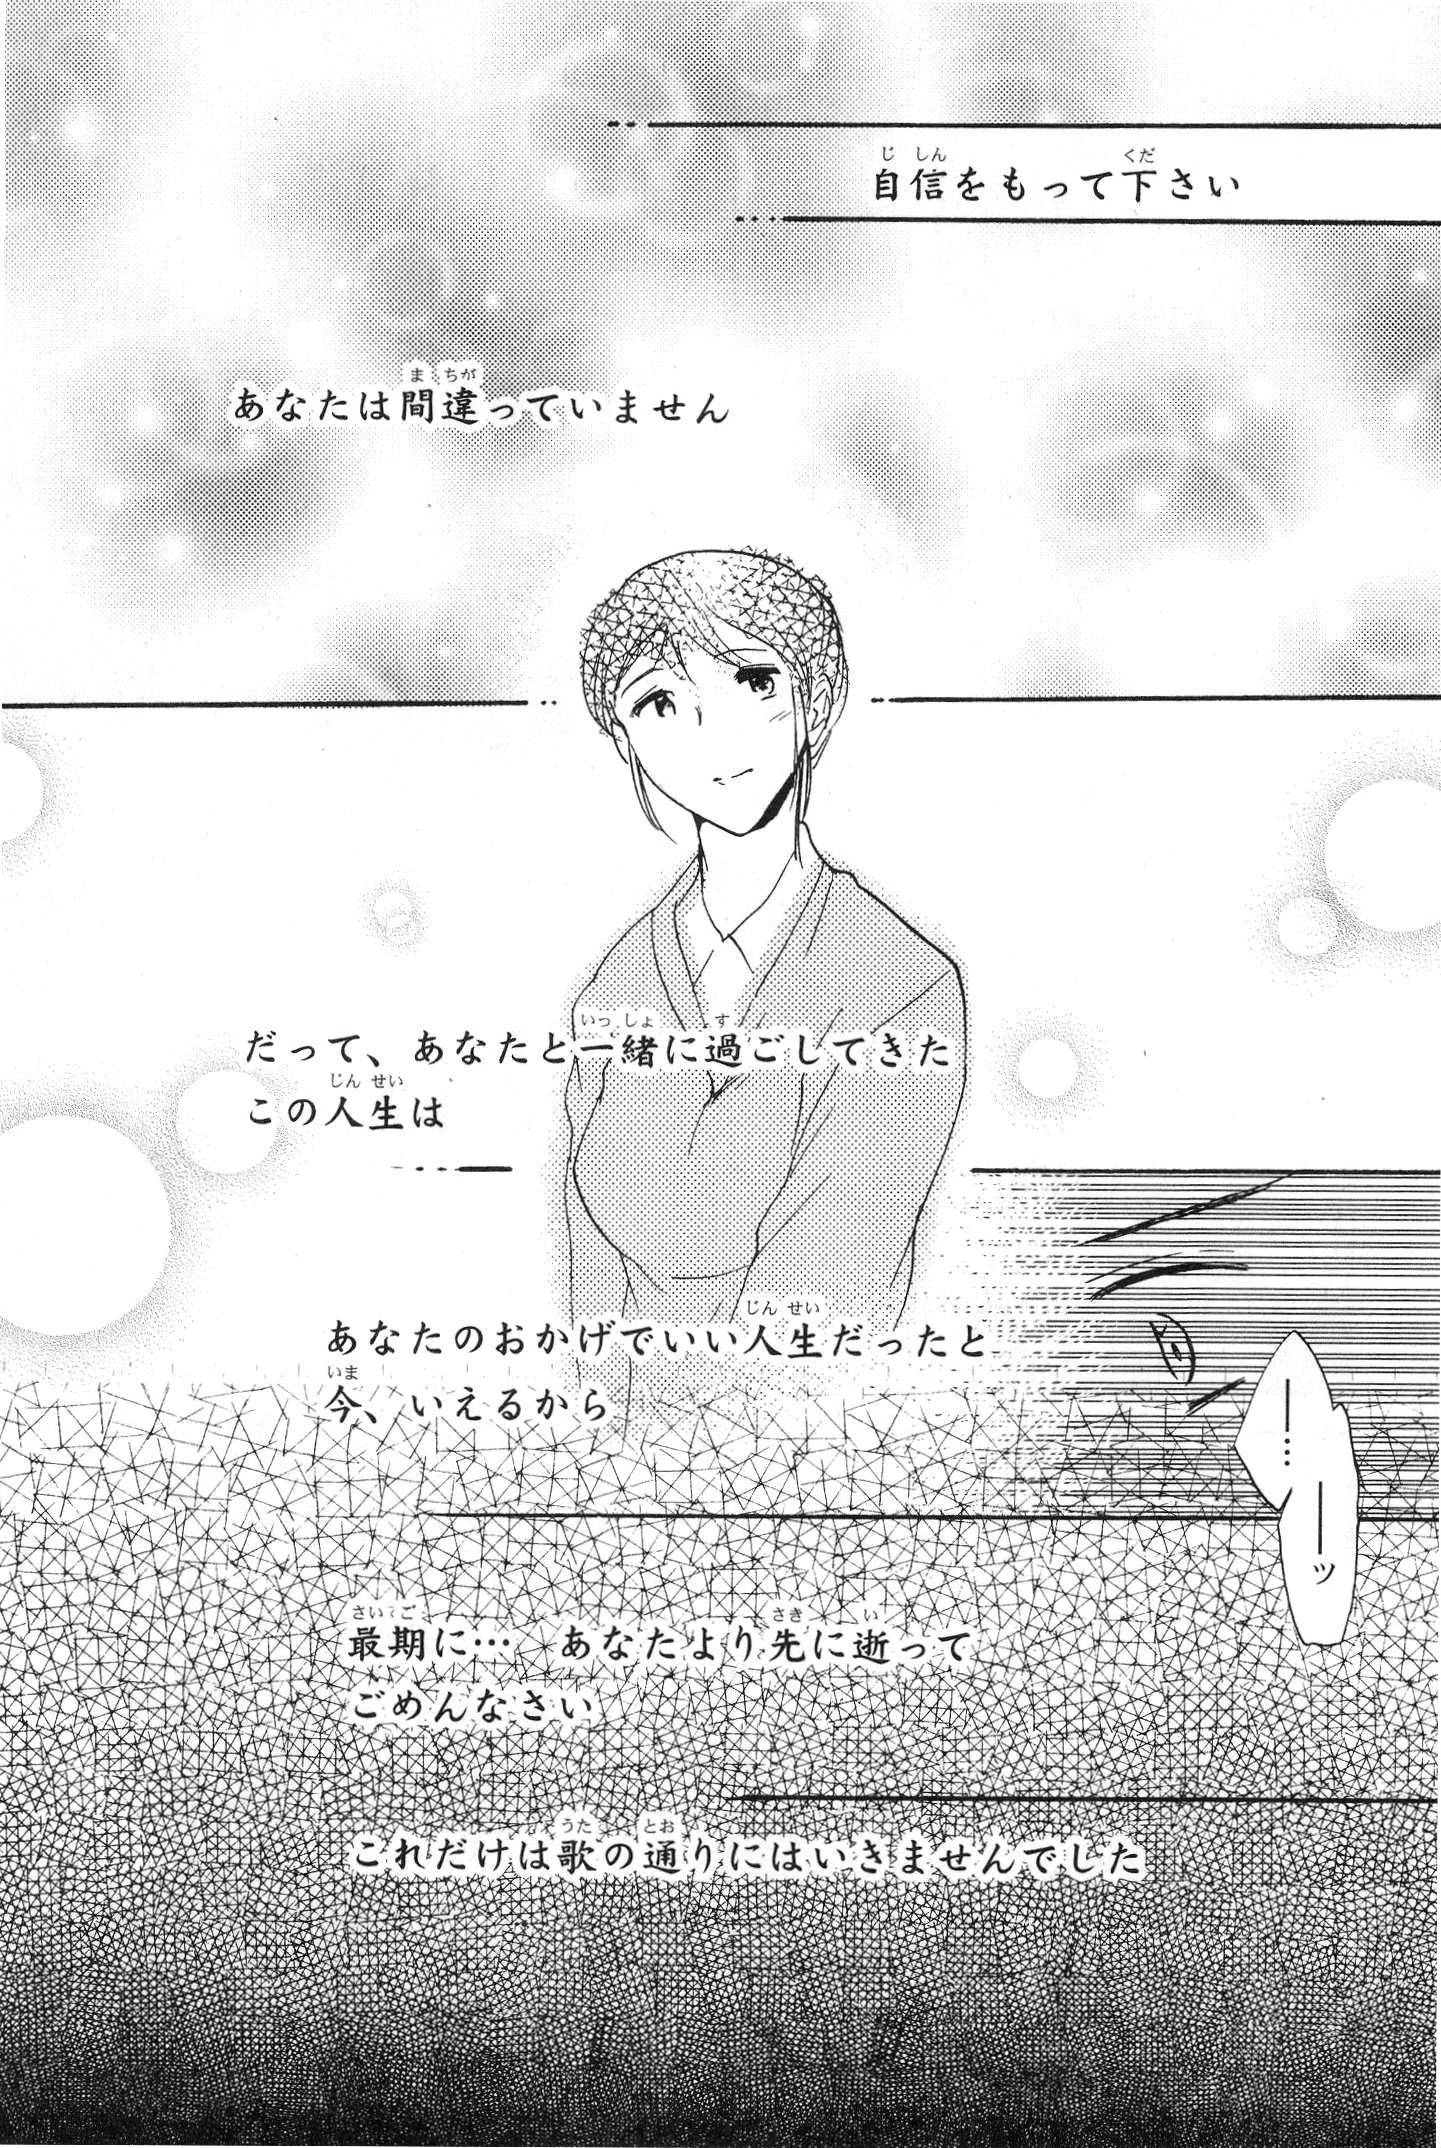 自信をもって下さい
あなたは間違っていません
だって、あなたと一緒に過ごしてきた
この人生は
あなたのおかげでいい人生だったと
今、いえるから
――…
――ッ
最期に… あなたより先に逝って
ごめんなさい
これだけは歌の通りにはいきませんでした